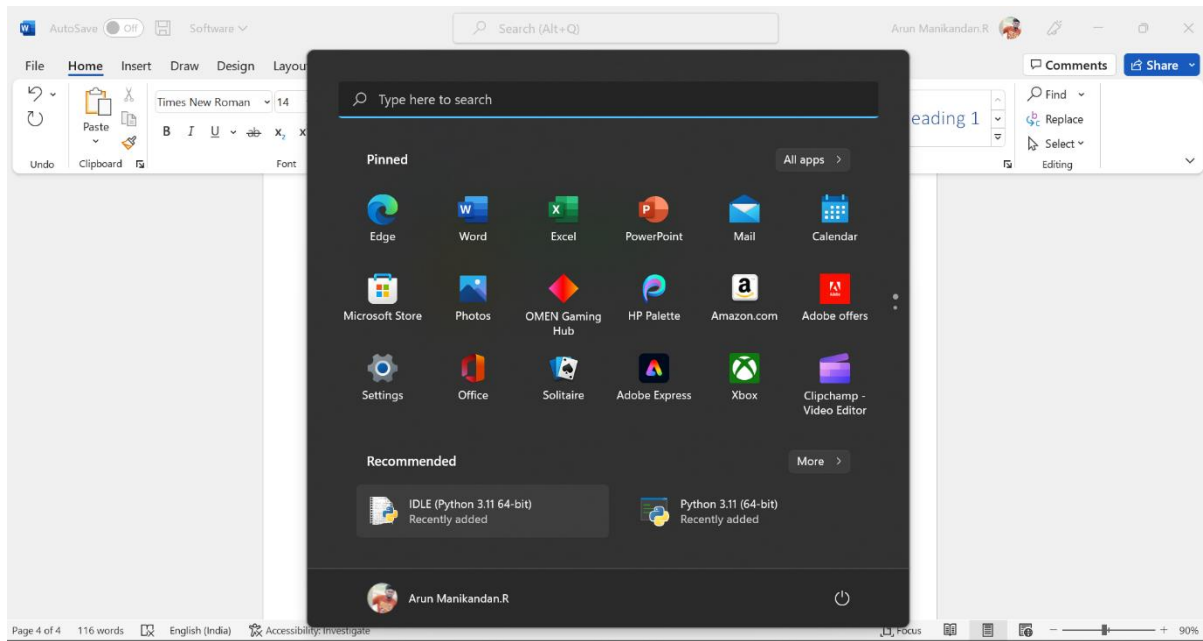 AutoSave Off Software Search (Alt+Q) Arun Manikandan.R
File Home Insert Draw Design Layou Comments Share
Times New Roman 14
Paste
B I U ab x₂ x
Undo Clipboard Font
eading 1
Find
Replace
Select
Editing
Type here to search
Pinned All apps
Edge Word Excel PowerPoint Mail Calendar
Microsoft Store Photos OMEN Gaming Hub HP Palette Amazon.com Adobe offers
Settings Office Solitaire Adobe Express Xbox Clipchamp - Video Editor
Recommended More
IDLE (Python 3.11 64-bit) Python 3.11 (64-bit)
Recently added Recently added
Arun Manikandan.R
Page 4 of 4 116 words English (India) Accessibility: Investigate Focus 90%